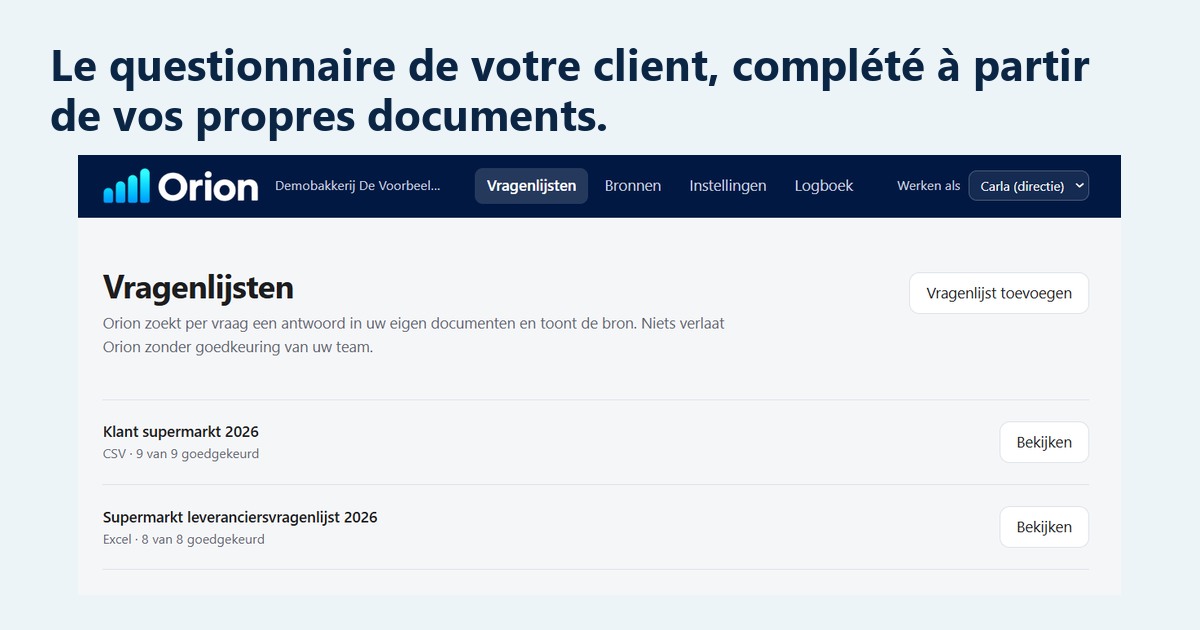 Le questionnaire de votre client, complété à partir
de vos propres documents.
Orion
Demobakkerij De Voorbeel...
Vragenlijsten
Bronnen
Instellingen
Logboek
Werken als
Carla (directie)
Vragenlijsten
Vragenlijst toevoegen
Orion zoekt per vraag een antwoord in uw eigen documenten en toont de bron. Niets verlaat
Orion zonder goedkeuring van uw team.
Klant supermarkt 2026
CSV · 9 van 9 goedgekeurd
Bekijken
Supermarkt leveranciersvragenlijst 2026
Excel · 8 van 8 goedgekeurd
Bekijken